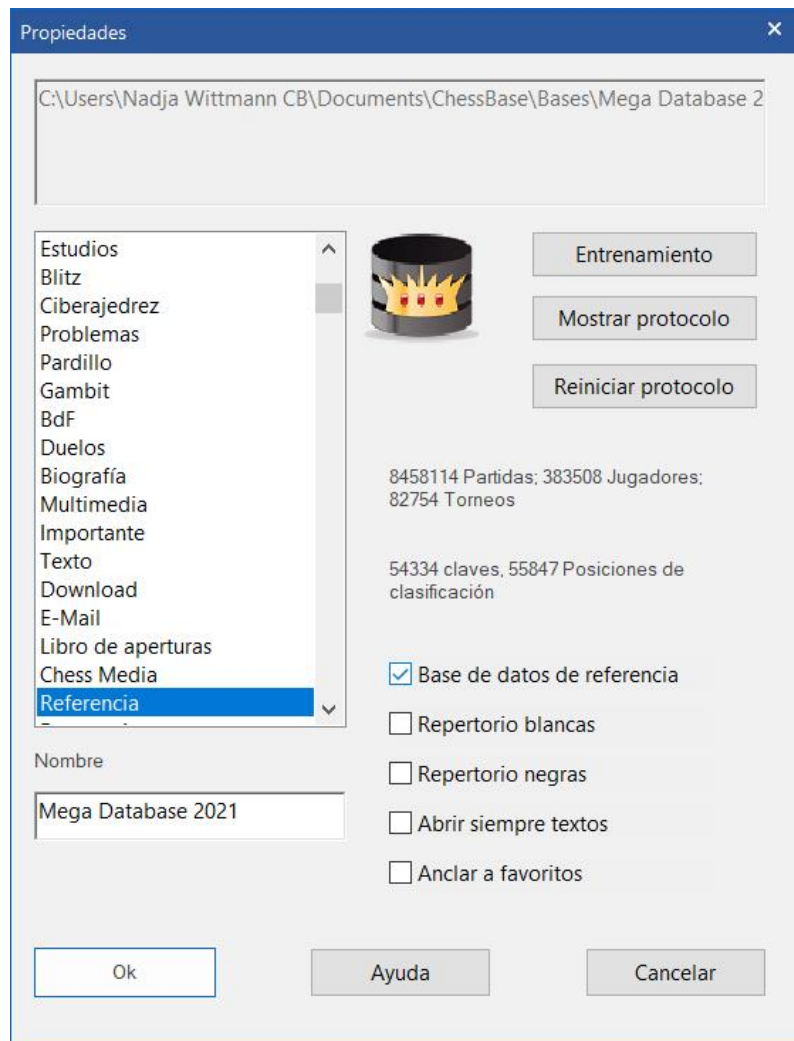 Propiedades
C:\Users\Nadja Wittmann CB\Documents\ChessBase\Bases\Mega Database 2
Estudios
Blitz
Ciberajedrez
Problemas
Pardillo
Gambit
BdF
Duelos
Biografía
Multimedia
Importante
Texto
Download
E-Mail
Libro de aperturas
Chess Media
Referencia
Nombre
Mega Database 2021
Entrenamiento
Mostrar protocolo
Reiniciar protocolo
8458114 Partidas; 383508 Jugadores;
82754 Torneos
54334 claves, 55847 Posiciones de
clasificación
Base de datos de referencia
Repertorio blancas
Repertorio negras
Abrir siempre textos
Anclar a favoritos
Ok
Ayuda
Cancelar